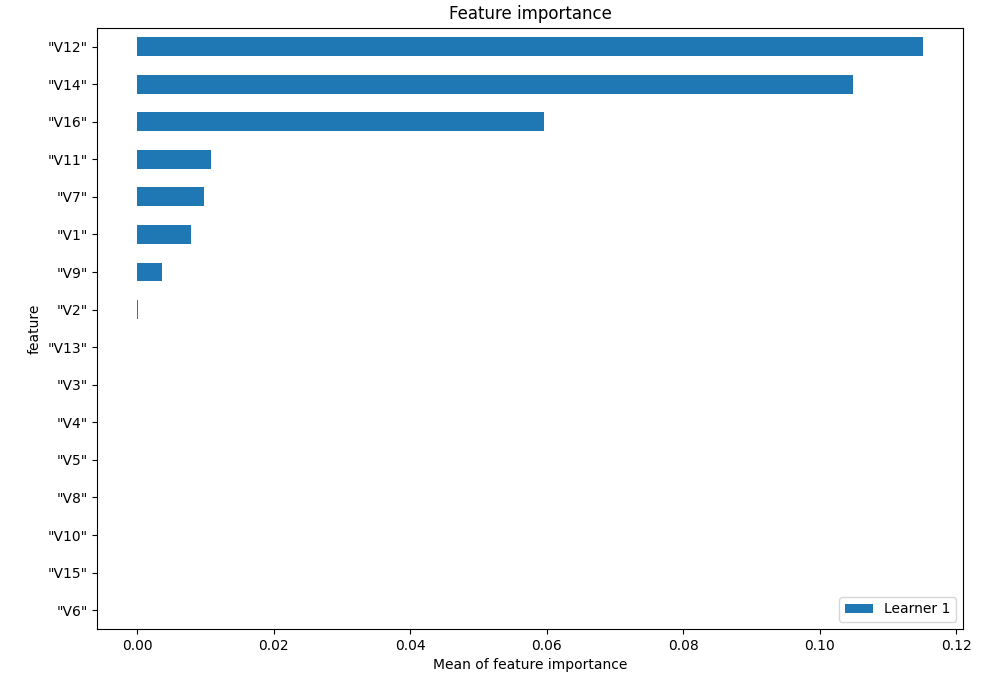 Feature importance
"V12"
"V14"
"V16"
"V11"
"V7"
"V1"
"V9"
"V2"
"V13"
"V3"
"V4"
"V5"
"V8"
"V10"
"V15"
"V6"
feature
Learner 1
0.00 0.02 0.04 0.06 0.08 0.10 0.12
Mean of feature importance